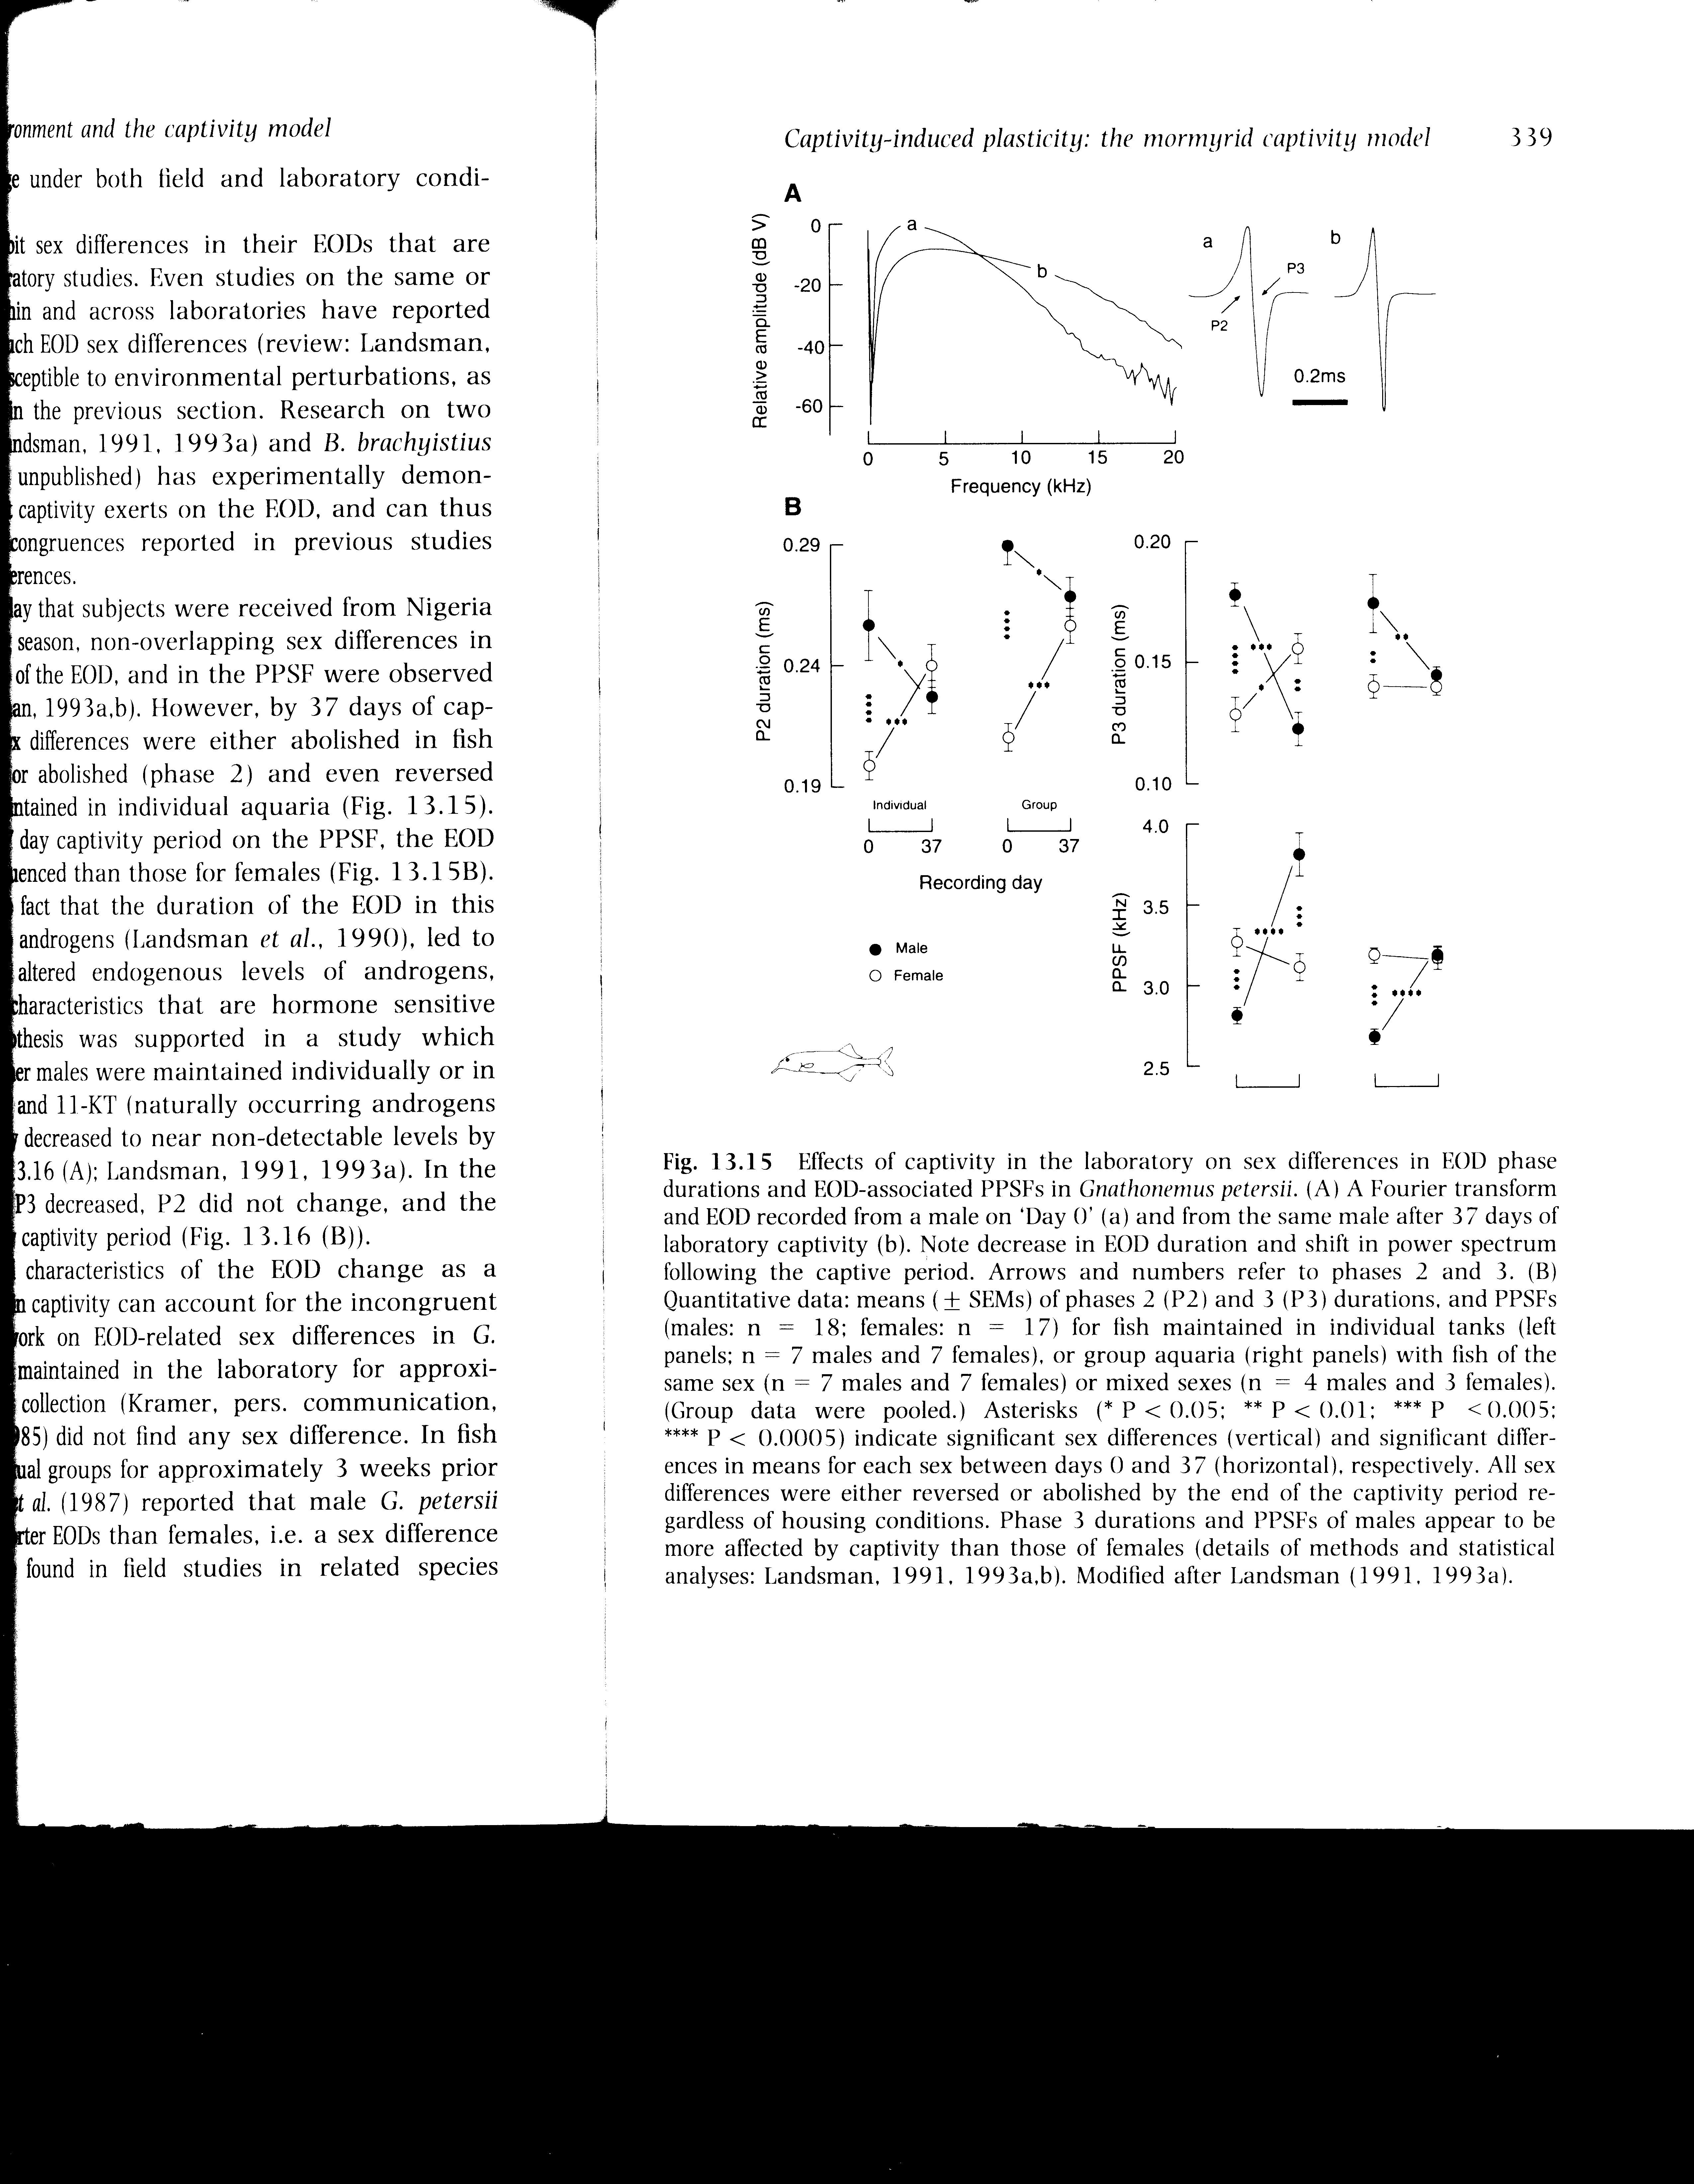 and the captivity model
under both field and laboratory condi-
sex differences in their EODs that are
studies. Even studies on the same or
and across laboratories have reported
EOD sex differences (review: Landsman,
to environmental perturbations, as
the previous section. Research on two
1991, 1993a) and B. brachyistius
unpublished) has experimentally demon-
captivity exerts on the EOD, and can thus
reported in previous studies
that subjects were received from Nigeria
season, non-overlapping sex differences in
of the EOD, and in the PPSF were observed
1993a,b). However, by 37 days of cap-
differences were either abolished in fish
or abolished (phase 2) and even reversed
in individual aquaria (Fig. 13.15).
day captivity period on the PPSF, the EOD
than those for females (Fig. 13.15B).
fact that the duration of the EOD in this
androgens (Landsman et al., 1990), led to
altered endogenous levels of androgens,
characteristics that are hormone sensitive
was supported in a study which
males were maintained individually or in
and 11-KT (naturally occurring androgens
decreased to near non-detectable levels by
3.16 (A); Landsman, 1991, 1993a). In the
P3 decreased, P2 did not change, and the
captivity period (Fig. 13.16 (B)).
characteristics of the EOD change as a
captivity can account for the incongruent
on EOD-related sex differences in G.
maintained in the laboratory for approxi-
collection (Kramer, pers. communication,
85) did not find any sex difference. In fish
groups for approximately 3 weeks prior
al. (1987) reported that male G. petersii
EODs than females, i.e. a sex difference
found in field studies in related species
Captivity-induced plasticity: the mormyrid captivity model 339
A
Relative amplitude (dB V)
0
-20
-40
-60
a
b
0 5 10 15 20
Frequency (kHz)
a
b
P3
P2
0.2ms
B
P2 duration (ms)
0.29
0.24
0.19
Individual
Group
0 37 0 37
Recording day
Male
Female
P3 duration (ms)
0.20
0.15
0.10
PPSF (kHz)
4.0
3.5
3.0
2.5
Fig. 13.15 Effects of captivity in the laboratory on sex differences in EOD phase
durations and EOD-associated PPSFs in Gnathonemus petersii. (A) A Fourier transform
and EOD recorded from a male on ‘Day 0’ (a) and from the same male after 37 days of
laboratory captivity (b). Note decrease in EOD duration and shift in power spectrum
following the captive period. Arrows and numbers refer to phases 2 and 3. (B)
Quantitative data: means (± SEMs) of phases 2 (P2) and 3 (P3) durations, and PPSFs
(males: n = 18; females: n = 17) for fish maintained in individual tanks (left
panels; n = 7 males and 7 females), or group aquaria (right panels) with fish of the
same sex (n = 7 males and 7 females) or mixed sexes (n = 4 males and 3 females).
(Group data were pooled.) Asterisks (* P < 0.05; ** P < 0.01; *** P < 0.005;
**** P < 0.0005) indicate significant sex differences (vertical) and significant differ-
ences in means for each sex between days 0 and 37 (horizontal), respectively. All sex
differences were either reversed or abolished by the end of the captivity period re-
gardless of housing conditions. Phase 3 durations and PPSFs of males appear to be
more affected by captivity than those of females (details of methods and statistical
analyses: Landsman, 1991, 1993a,b). Modified after Landsman (1991, 1993a).